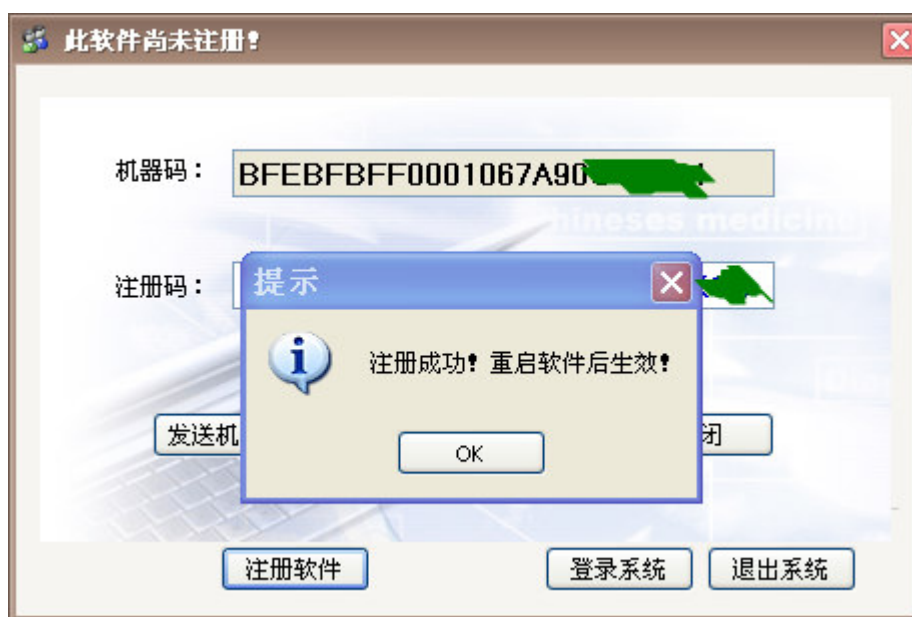 此软件尚未注册！
机器码：
BFEBFBFF0001067A90
hineses medicine
注册码：
提示
注册成功！重启软件后生效！
发送机
OK
闭
注册软件
登录系统
退出系统